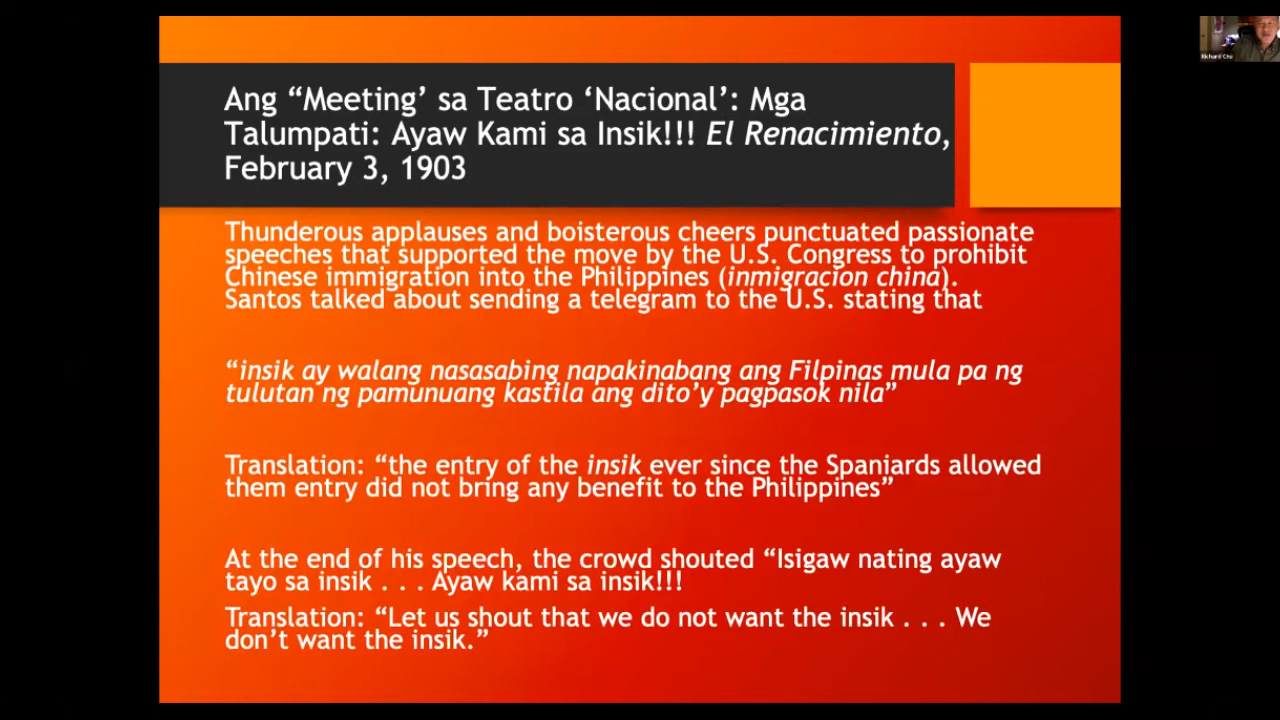 Ang “Meeting’ sa Teatro ‘Nacional’: Mga
Talumpati: Ayaw Kami sa Insik!!! El Renacimiento,
February 3, 1903
Thunderous applauses and boisterous cheers punctuated passionate
speeches that supported the move by the U.S. Congress to prohibit
Chinese immigration into the Philippines (inmigracion china).
Santos talked about sending a telegram to the U.S. stating that
“insik ay walang nasasabing napakinabang ang Filpinas mula pa ng
tulutan ng pamunuang kastila ang dito’y pagpasok nila”
Translation: “the entry of the insik ever since the Spaniards allowed
them entry did not bring any benefit to the Philippines”
At the end of his speech, the crowd shouted “Isigaw nating ayaw
tayo sa insik . . . Ayaw kami sa insik!!!
Translation: “Let us shout that we do not want the insik . . . We
don’t want the insik.”
Richard Chu